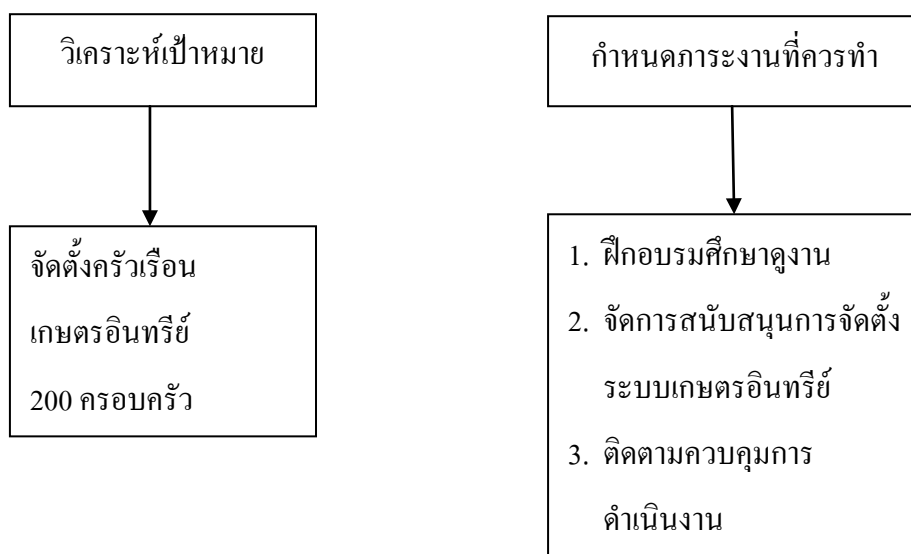 วิเคราะห์เป้าหมาย
จัดตั้งครัวเรือน
เกษตรอินทรีย์
200 ครอบครัว
กำหนดภาระงานที่ควรทำ
1. ฝึกอบรมศึกษาดูงาน
2. จัดการสนับสนุนการจัดตั้ง
ระบบเกษตรอินทรีย์
3. ติดตามควบคุมการ
ดำเนินงาน